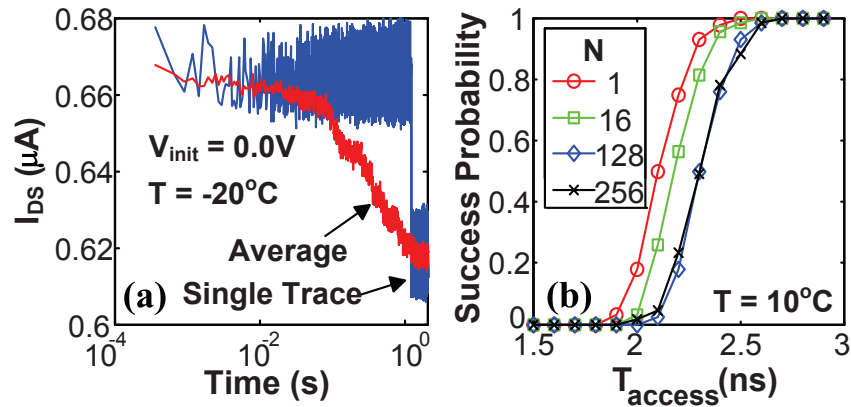 0.68
0.66
0.64
0.62
0.6
I_DS (μA)
V_init = 0.0V
T = -20°C
Average
(a) Single Trace
10^-4 10^-2 10^0
Time (s)
1
0.8
0.6
0.4
0.2
0
Success Probability
N
1
16
128
256
(b) T = 10°C
1.5 2 2.5 3
T_access(ns)